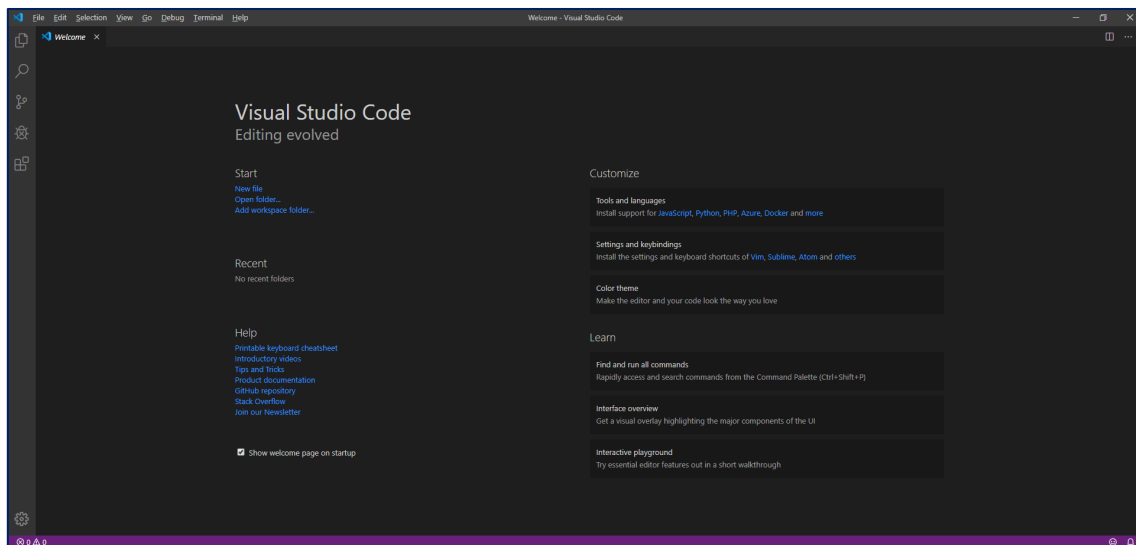 File Edit Selection View Go Debug Terminal Help
Welcome - Visual Studio Code
Welcome
Visual Studio Code
Editing evolved
Start
New file
Open folder...
Add workspace folder...
Recent
No recent folders
Help
Printable keyboard cheatsheet
Introductory videos
Tips and Tricks
Product documentation
GitHub repository
Stack Overflow
Join our Newsletter
Show welcome page on startup
Customize
Tools and languages
Install support for JavaScript, Python, PHP, Azure, Docker and more
Settings and keybindings
Install the settings and keyboard shortcuts of Vim, Sublime, Atom and others
Color theme
Make the editor and your code look the way you love
Learn
Find and run all commands
Rapidly access and search commands from the Command Palette (Ctrl+Shift+P)
Interface overview
Get a visual overlay highlighting the major components of the UI
Interactive playground
Try essential editor features out in a short walkthrough
0 0